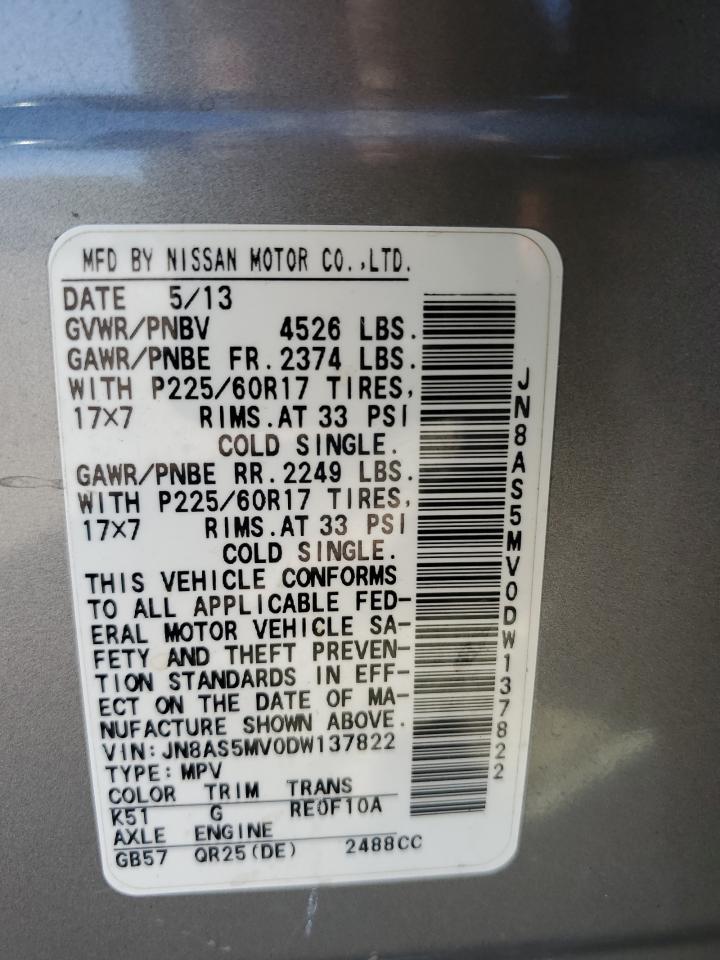 MFD BY NISSAN MOTOR CO.,LTD.
DATE 5/13
GVWR/PNBV 4526 LBS.
GAWR/PNBE FR.2374 LBS.
WITH P225/60R17 TIRES,
17×7 RIMS.AT 33 PSI
COLD SINGLE.
GAWR/PNBE RR.2249 LBS.
WITH P225/60R17 TIRES,
17×7 RIMS.AT 33 PSI
COLD SINGLE.
THIS VEHICLE CONFORMS
TO ALL APPLICABLE FED-
ERAL MOTOR VEHICLE SA-
FETY AND THEFT PREVEN-
TION STANDARDS IN EFF-
ECT ON THE DATE OF MA-
NUFACTURE SHOWN ABOVE.
VIN:JN8AS5MV0DW137822
TYPE:MPV
COLOR TRIM TRANS
K51 G RE0F10A
AXLE ENGINE
GB57 QR25(DE) 2488CC
JN8AS5MV0DW137822